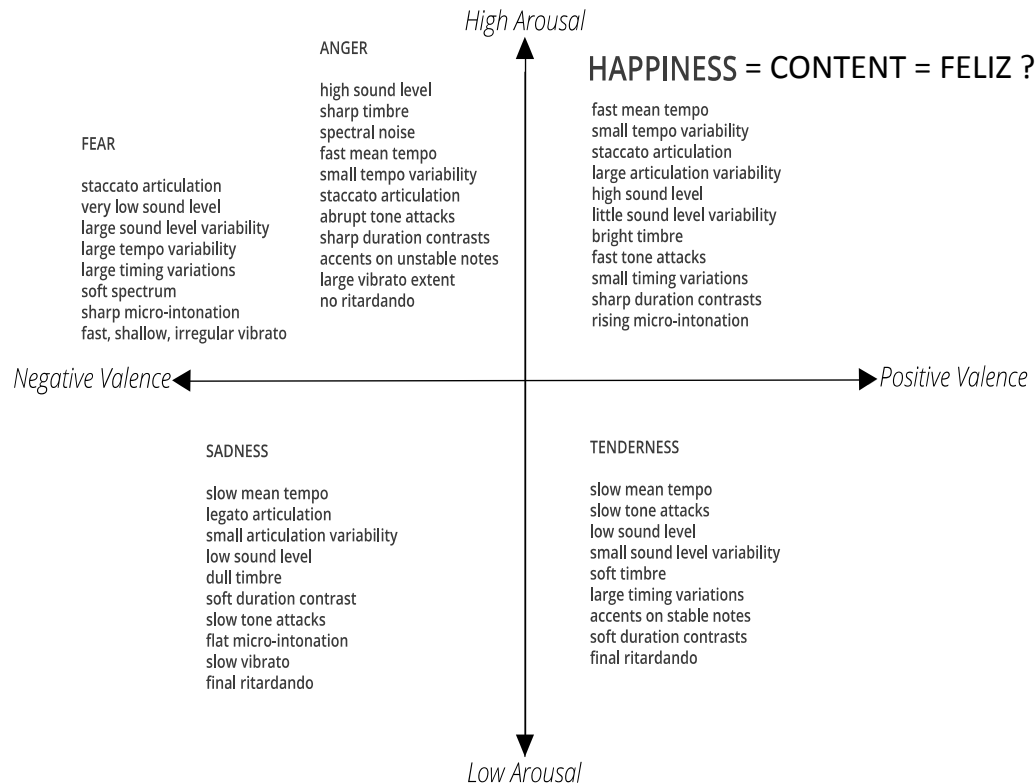 High Arousal
ANGER
high sound level
sharp timbre
spectral noise
fast mean tempo
small tempo variability
staccato articulation
abrupt tone attacks
sharp duration contrasts
accents on unstable notes
large vibrato extent
no ritardando
HAPPINESS = CONTENT = FELIZ ?
fast mean tempo
small tempo variability
staccato articulation
large articulation variability
high sound level
little sound level variability
bright timbre
fast tone attacks
small timing variations
sharp duration contrasts
rising micro-intonation
FEAR
staccato articulation
very low sound level
large sound level variability
large tempo variability
large timing variations
soft spectrum
sharp micro-intonation
fast, shallow, irregular vibrato
Negative Valence
Positive Valence
SADNESS
slow mean tempo
legato articulation
small articulation variability
low sound level
dull timbre
soft duration contrast
slow tone attacks
flat micro-intonation
slow vibrato
final ritardando
TENDERNESS
slow mean tempo
slow tone attacks
low sound level
small sound level variability
soft timbre
large timing variations
accents on stable notes
soft duration contrasts
final ritardando
Low Arousal